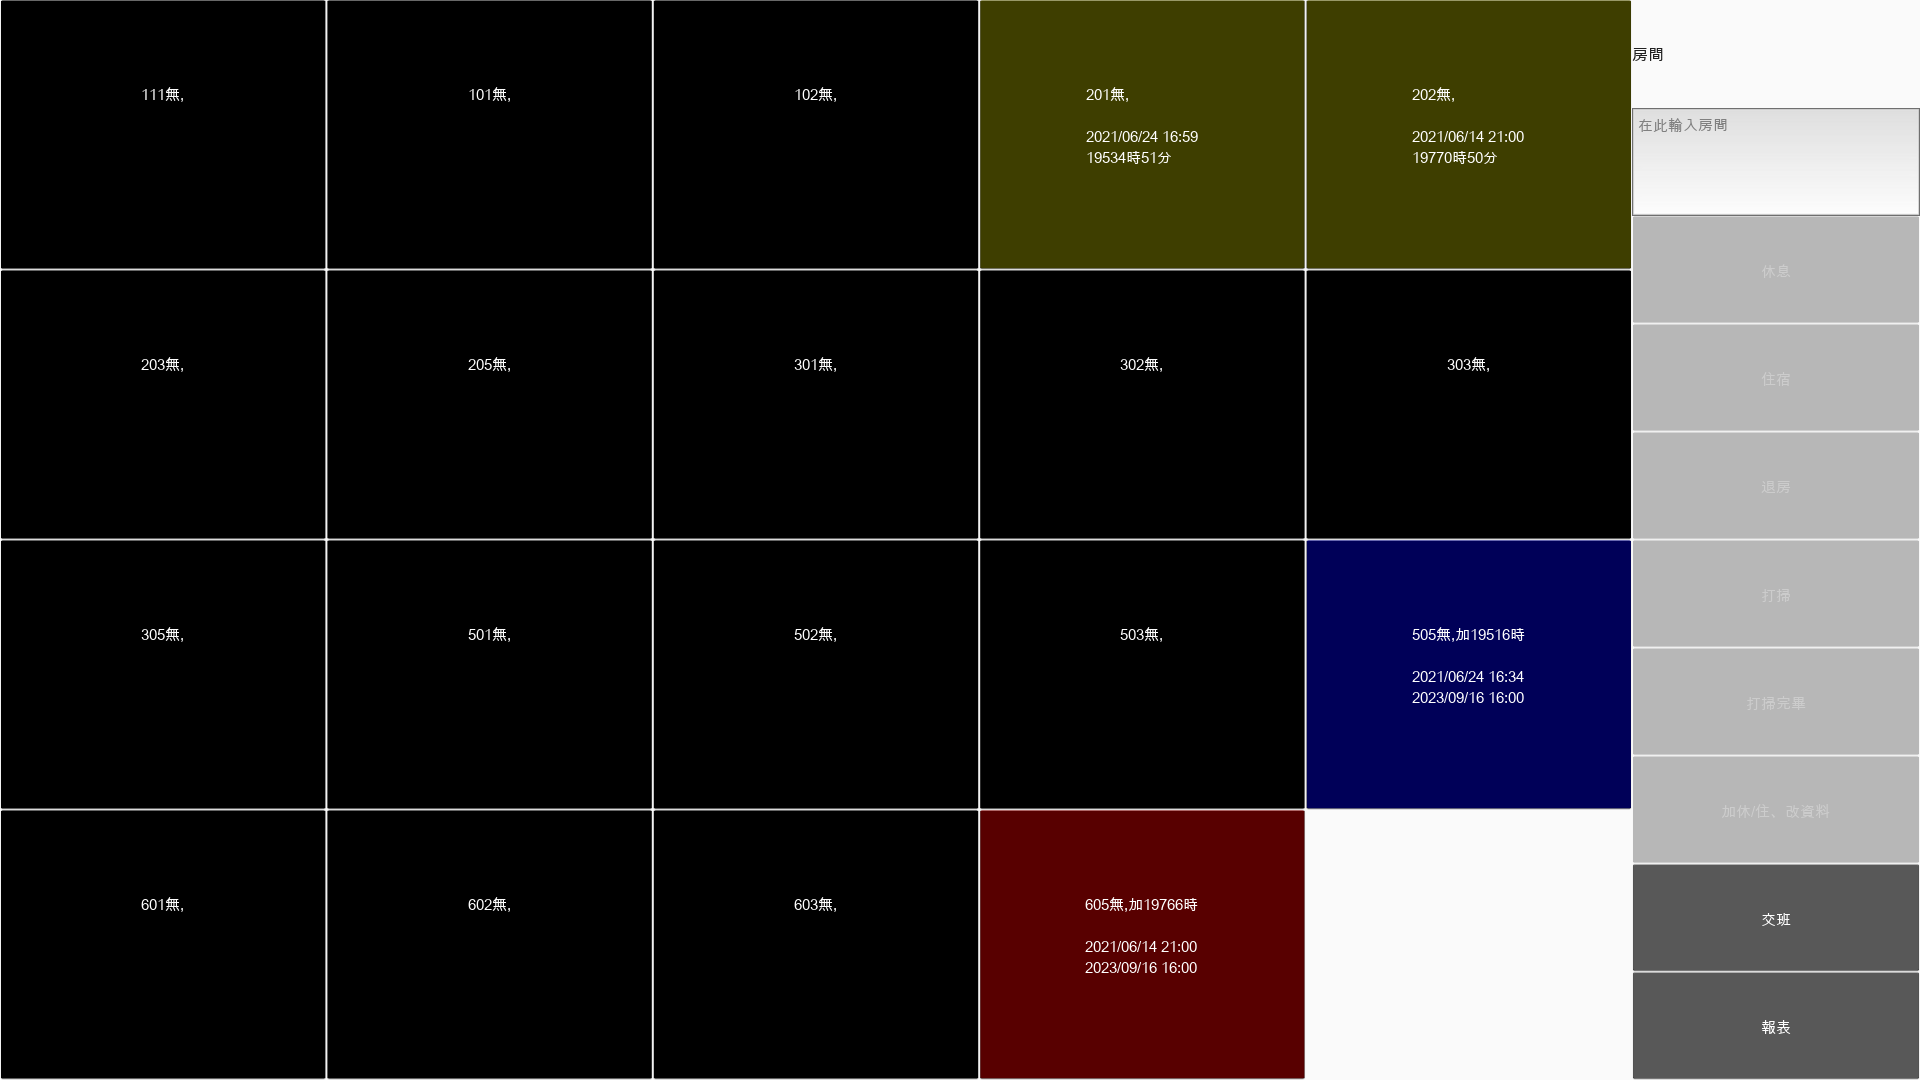 111無,
101無,
102無,
201無,
2021/06/24 16:59
19534時51分
202無,
2021/06/14 21:00
19770時50分
203無,
205無,
301無,
302無,
303無,
305無,
501無,
502無,
503無,
505無,加19516時
2021/06/24 16:34
2023/09/16 16:00
601無,
602無,
603無,
605無,加19766時
2021/06/14 21:00
2023/09/16 16:00
房間
在此輸入房間
休息
住宿
退房
打掃
打掃完畢
加休/住、改資料
交班
報表